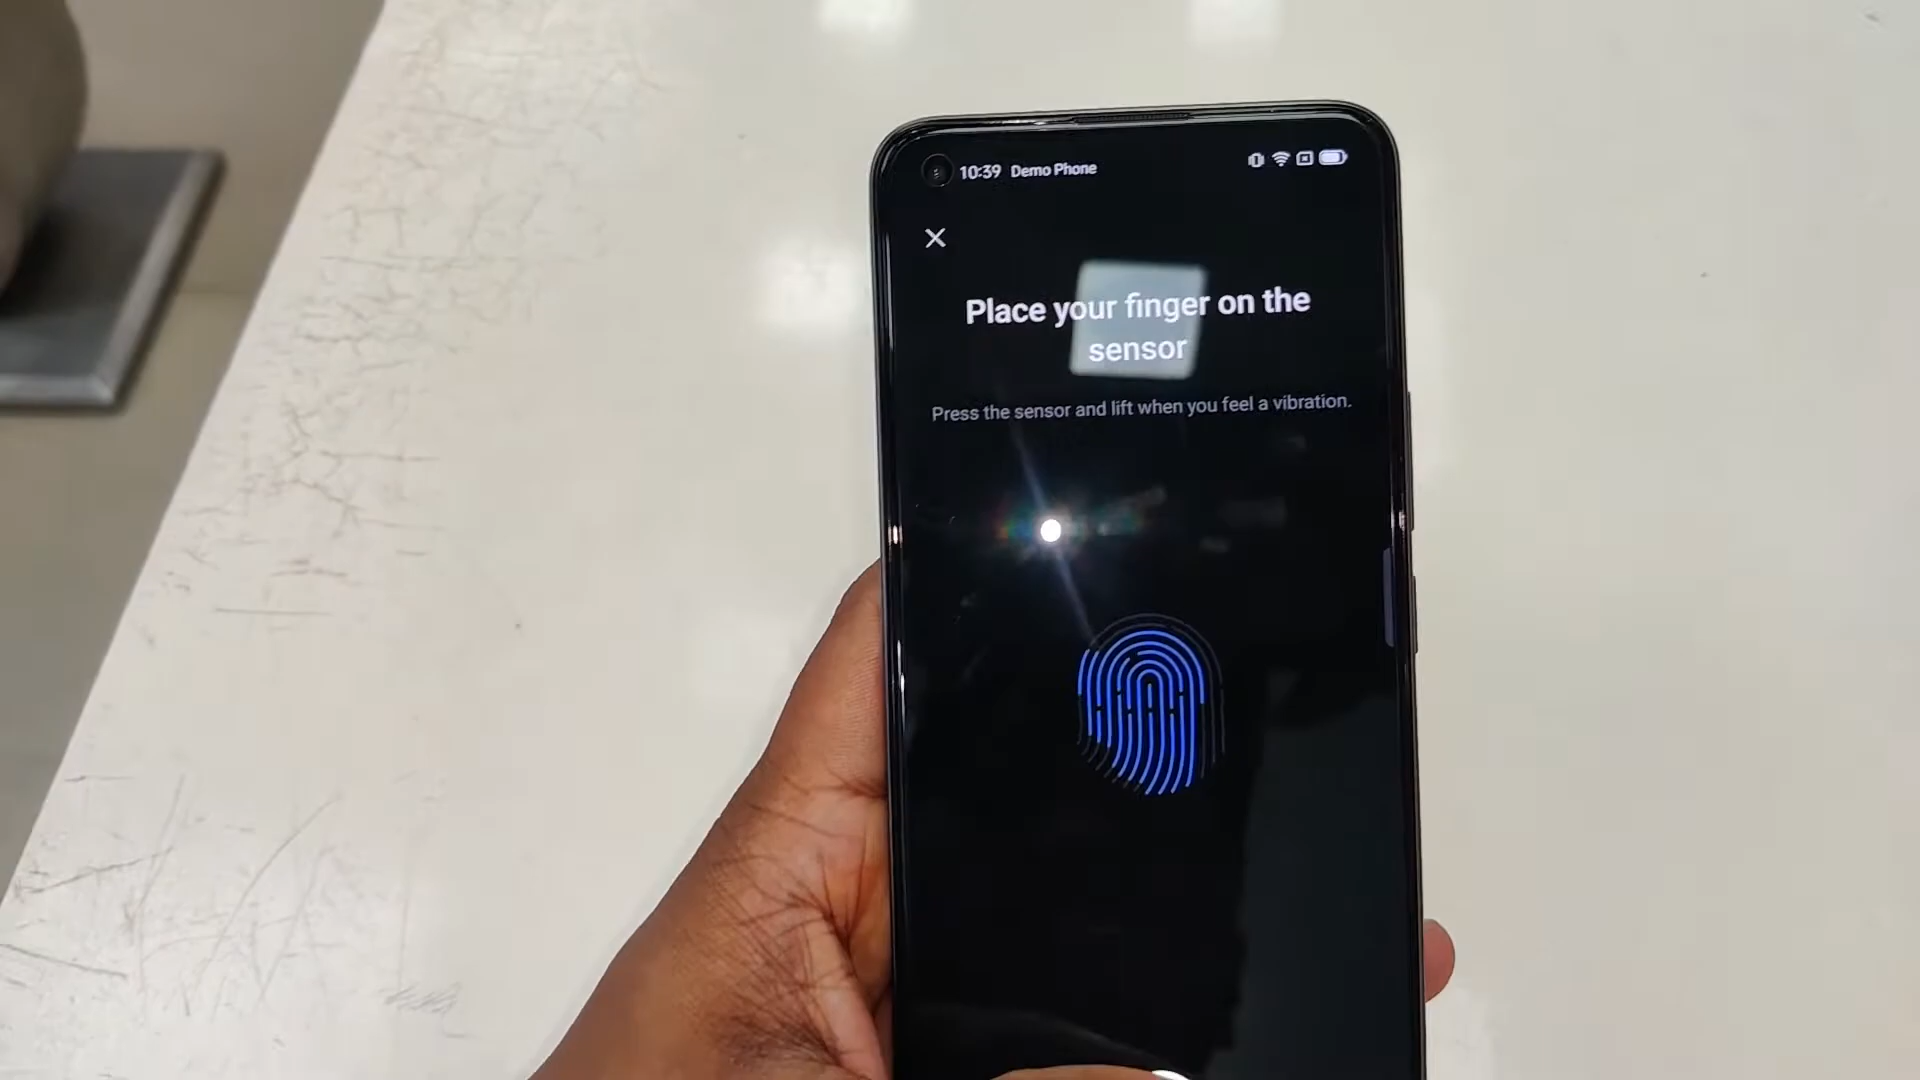 10:39 Demo Phone
Place your finger on the
sensor
Press the sensor and lift when you feel a vibration.